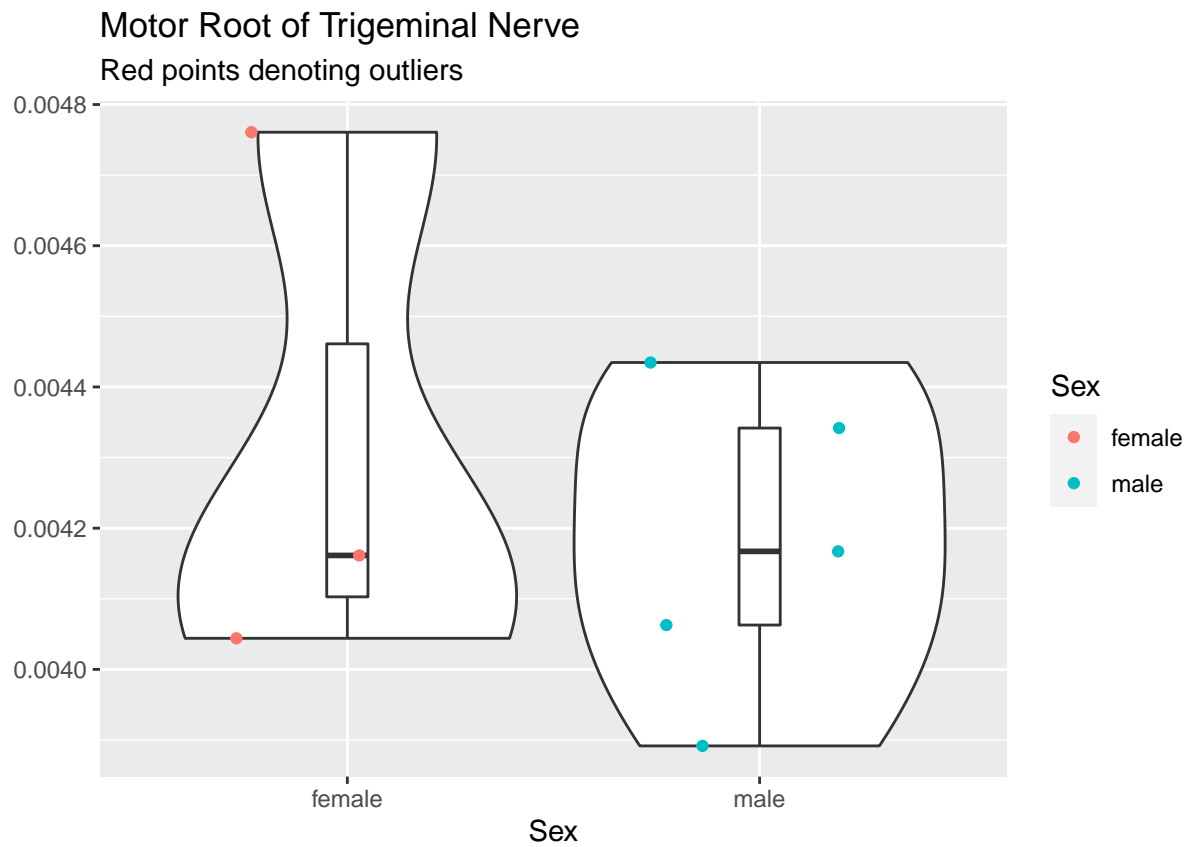 Motor Root of Trigeminal Nerve
Red points denoting outliers
0.0048
0.0046
0.0044
0.0042
0.0040
female
male
Sex
Sex
female
male